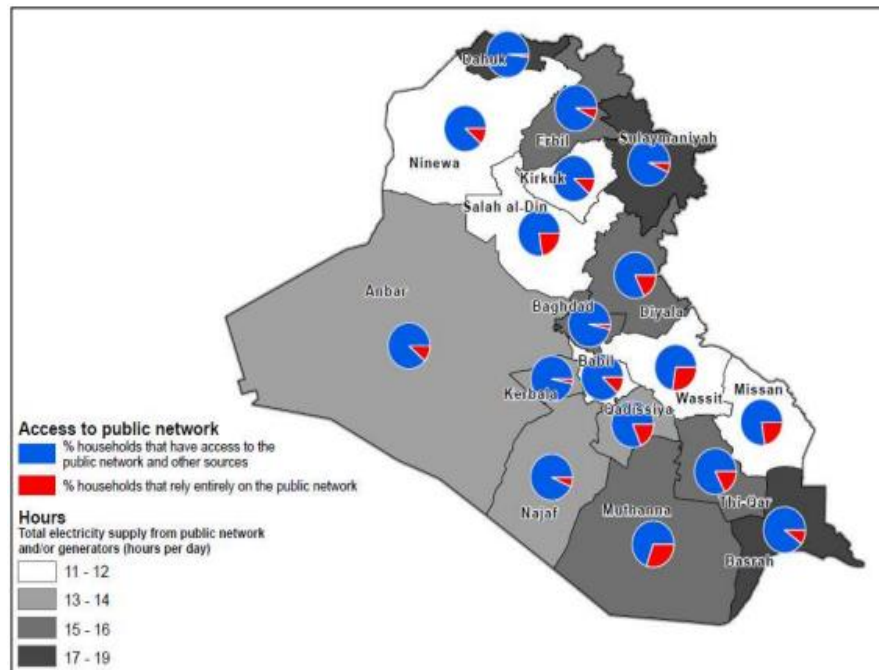 Dahuk
Erbil
Sulaymaniyah
Ninewa
Kirkuk
Salah al-Din
Anbar
Baghdad
Diyala
Babil
Kerbala
Wassit
Missan
Qadissiya
Najaf
Muthanna
Thi-Qar
Basrah
Access to public network
% households that have access to the
public network and other sources
% households that rely entirely on the public network
Hours
Total electricity supply from public network
and/or generators (hours per day)
11 - 12
13 - 14
15 - 16
17 - 19